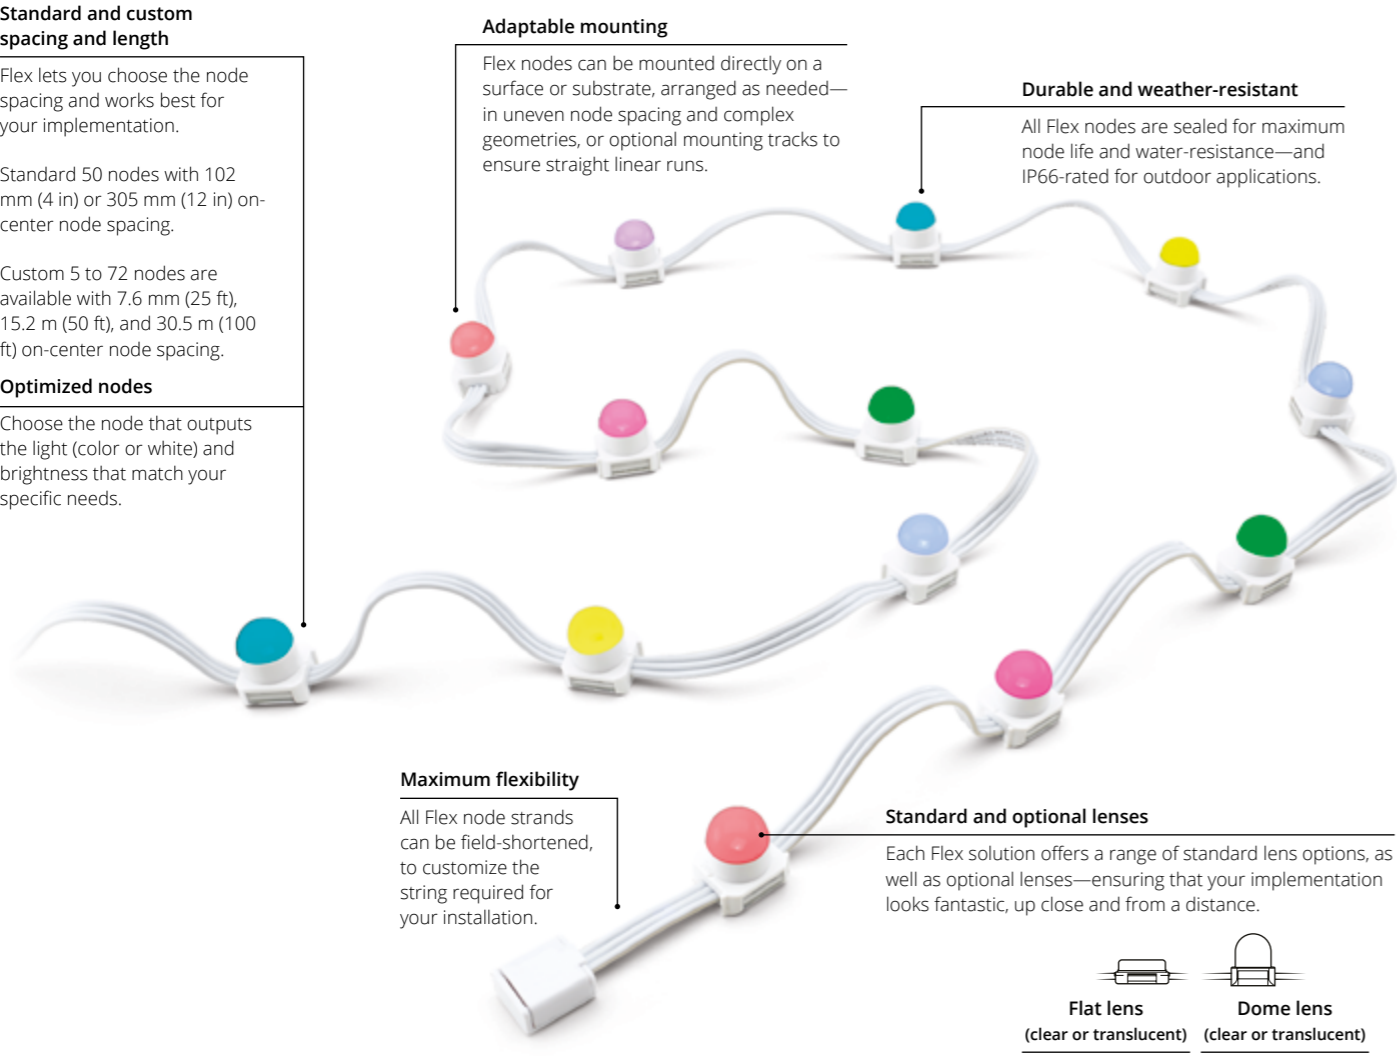 Standard and custom
spacing and length
Flex lets you choose the node
spacing and works best for
your implementation.
Standard 50 nodes with 102
mm (4 in) or 305 mm (12 in) on-
center node spacing.
Custom 5 to 72 nodes are
available with 7.6 mm (25 ft),
15.2 m (50 ft), and 30.5 m (100
ft) on-center node spacing.
Optimized nodes
Choose the node that outputs
the light (color or white) and
brightness that match your
specific needs.
Adaptable mounting
Flex nodes can be mounted directly on a
surface or substrate, arranged as needed—
in uneven node spacing and complex
geometries, or optional mounting tracks to
ensure straight linear runs.
Durable and weather-resistant
All Flex nodes are sealed for maximum
node life and water-resistance—and
IP66-rated for outdoor applications.
Maximum flexibility
All Flex node strands
can be field-shortened,
to customize the
string required for
your installation.
Standard and optional lenses
Each Flex solution offers a range of standard lens options, as
well as optional lenses—ensuring that your implementation
looks fantastic, up close and from a distance.
Flat lens
(clear or translucent)
Dome lens
(clear or translucent)